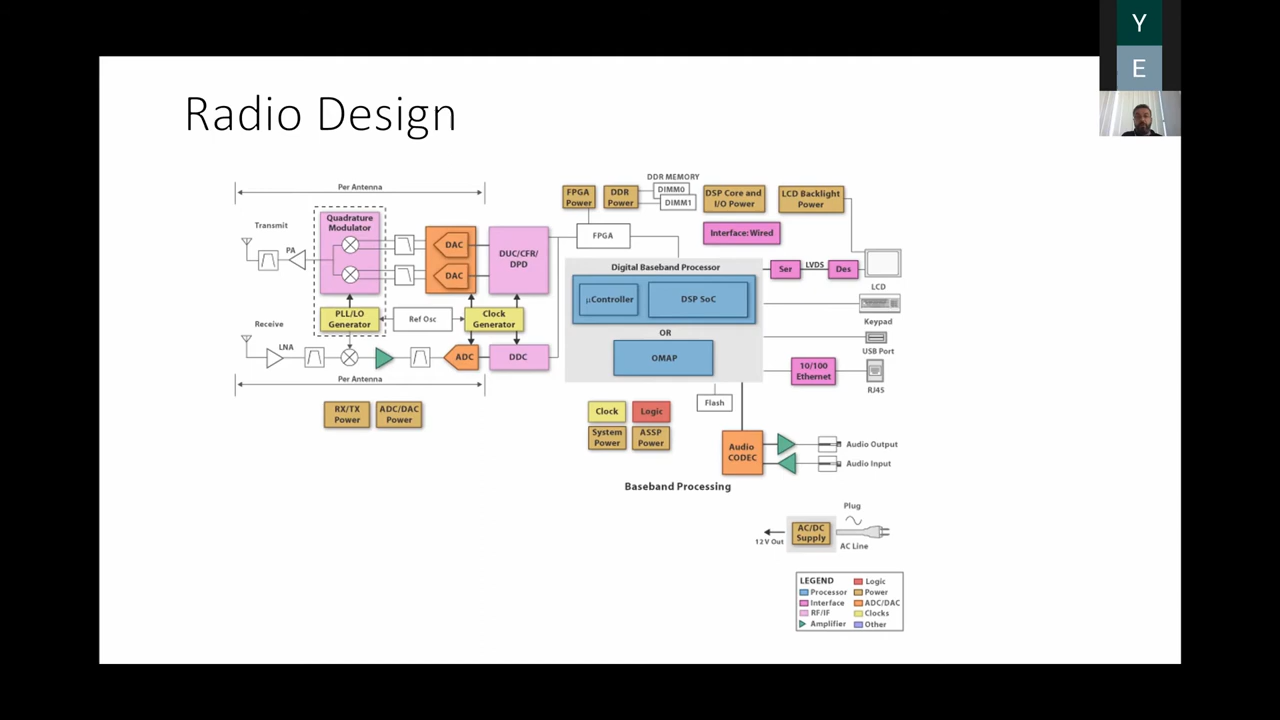 Y
E
Radio Design
Per Antenna
Transmit
PA
Quadrature
Modulator
DAC
DAC
DUC/CFR/
DPD
PLL/LO
Generator
Ref Osc
Clock
Generator
Receive
LNA
ADC
DDC
Per Antenna
RX/TX
Power
ADC/DAC
Power
FPGA
Power
DDR
Power
DDR MEMORY
DIMM0
DIMM1
DSP Core and
I/O Power
LCD Backlight
Power
FPGA
Interface: Wired
Digital Baseband Processor
µController
DSP SoC
OR
OMAP
Ser
LVDS
Des
LCD
Keypad
USB Port
10/100
Ethernet
RJ45
Flash
Clock
Logic
System
Power
ASSP
Power
Audio
CODEC
Audio Output
Audio Input
Baseband Processing
Plug
12 V Out
AC/DC
Supply
AC Line
LEGEND
Processor
Interface
RF/IF
Amplifier
Logic
Power
ADC/DAC
Clocks
Other